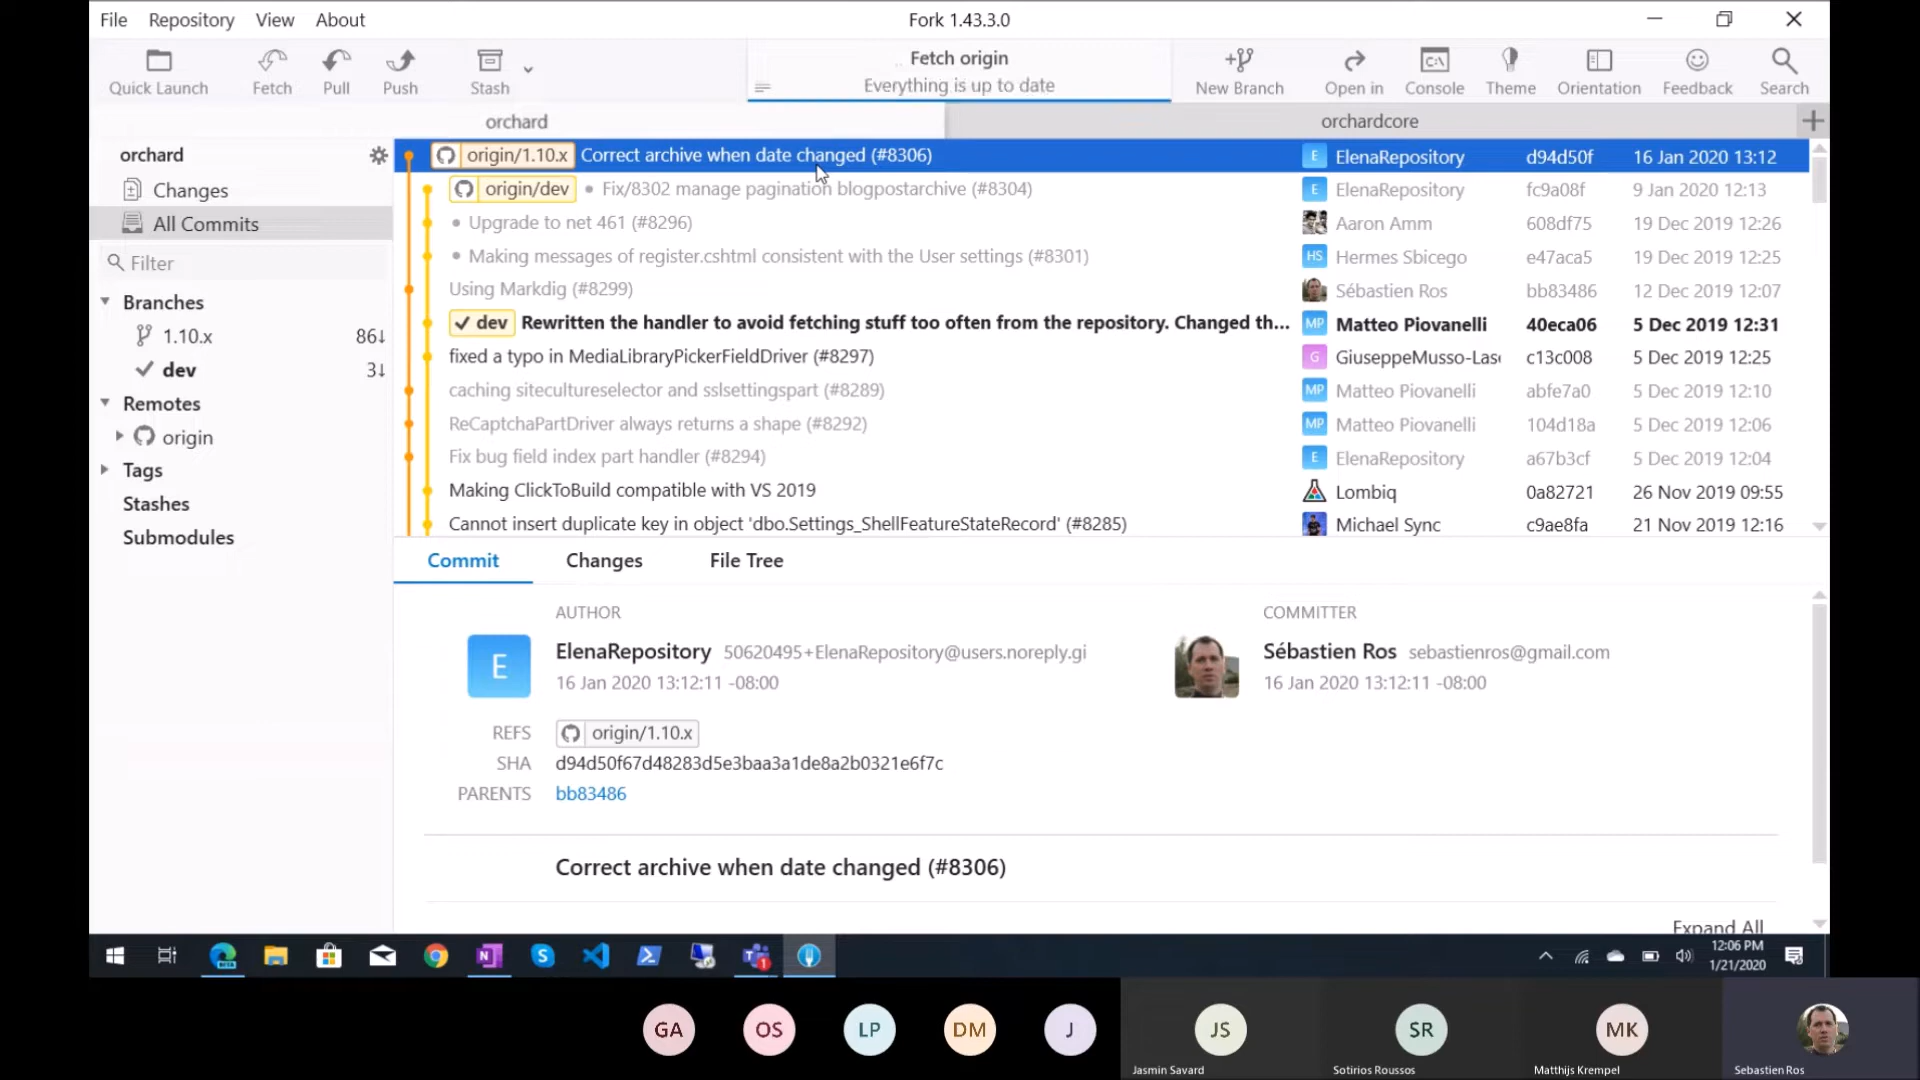 File Repository View About
Fork 1.43.3.0
Quick Launch
Fetch
Pull
Push
Stash
Fetch origin
Everything is up to date
New Branch
Open in
Console
Theme
Orientation
Feedback
Search
orchard
orchardcore
orchard
Changes
All Commits
Filter
Branches
1.10.x 86↓
dev 3↓
Remotes
origin
Tags
Stashes
Submodules
origin/1.10.x Correct archive when date changed (#8306) E ElenaRepository d94d50f 16 Jan 2020 13:12
origin/dev • Fix/8302 manage pagination blogpostarchive (#8304) E ElenaRepository fc9a08f 9 Jan 2020 12:13
• Upgrade to net 461 (#8296) Aaron Amm 608df75 19 Dec 2019 12:26
• Making messages of register.cshtml consistent with the User settings (#8301) HS Hermes Sbicego e47aca5 19 Dec 2019 12:25
Using Markdig (#8299) Sébastien Ros bb83486 12 Dec 2019 12:07
✓ dev Rewritten the handler to avoid fetching stuff too often from the repository. Changed th... MP Matteo Piovanelli 40eca06 5 Dec 2019 12:31
fixed a typo in MediaLibraryPickerFieldDriver (#8297) G GiuseppeMusso-Las c13c008 5 Dec 2019 12:25
caching sitecultureselector and sslsettingspart (#8289) MP Matteo Piovanelli abfe7a0 5 Dec 2019 12:10
ReCaptchaPartDriver always returns a shape (#8292) MP Matteo Piovanelli 104d18a 5 Dec 2019 12:06
Fix bug field index part handler (#8294) E ElenaRepository a67b3cf 5 Dec 2019 12:04
Making ClickToBuild compatible with VS 2019 Lombiq 0a82721 26 Nov 2019 09:55
Cannot insert duplicate key in object 'dbo.Settings_ShellFeatureStateRecord' (#8285) Michael Sync c9ae8fa 21 Nov 2019 12:16
Commit Changes File Tree
AUTHOR
E
ElenaRepository 50620495+ElenaRepository@users.noreply.gi
16 Jan 2020 13:12:11 -08:00
COMMITTER
Sébastien Ros sebastienros@gmail.com
16 Jan 2020 13:12:11 -08:00
REFS origin/1.10.x
SHA d94d50f67d48283d5e3baa3a1de8a2b0321e6f7c
PARENTS bb83486
Correct archive when date changed (#8306)
Expand All
12:06 PM
1/21/2020
GA OS LP DM J JS SR MK
Jasmin Savard
Sotirios Roussos
Matthijs Krempel
Sebastien Ros